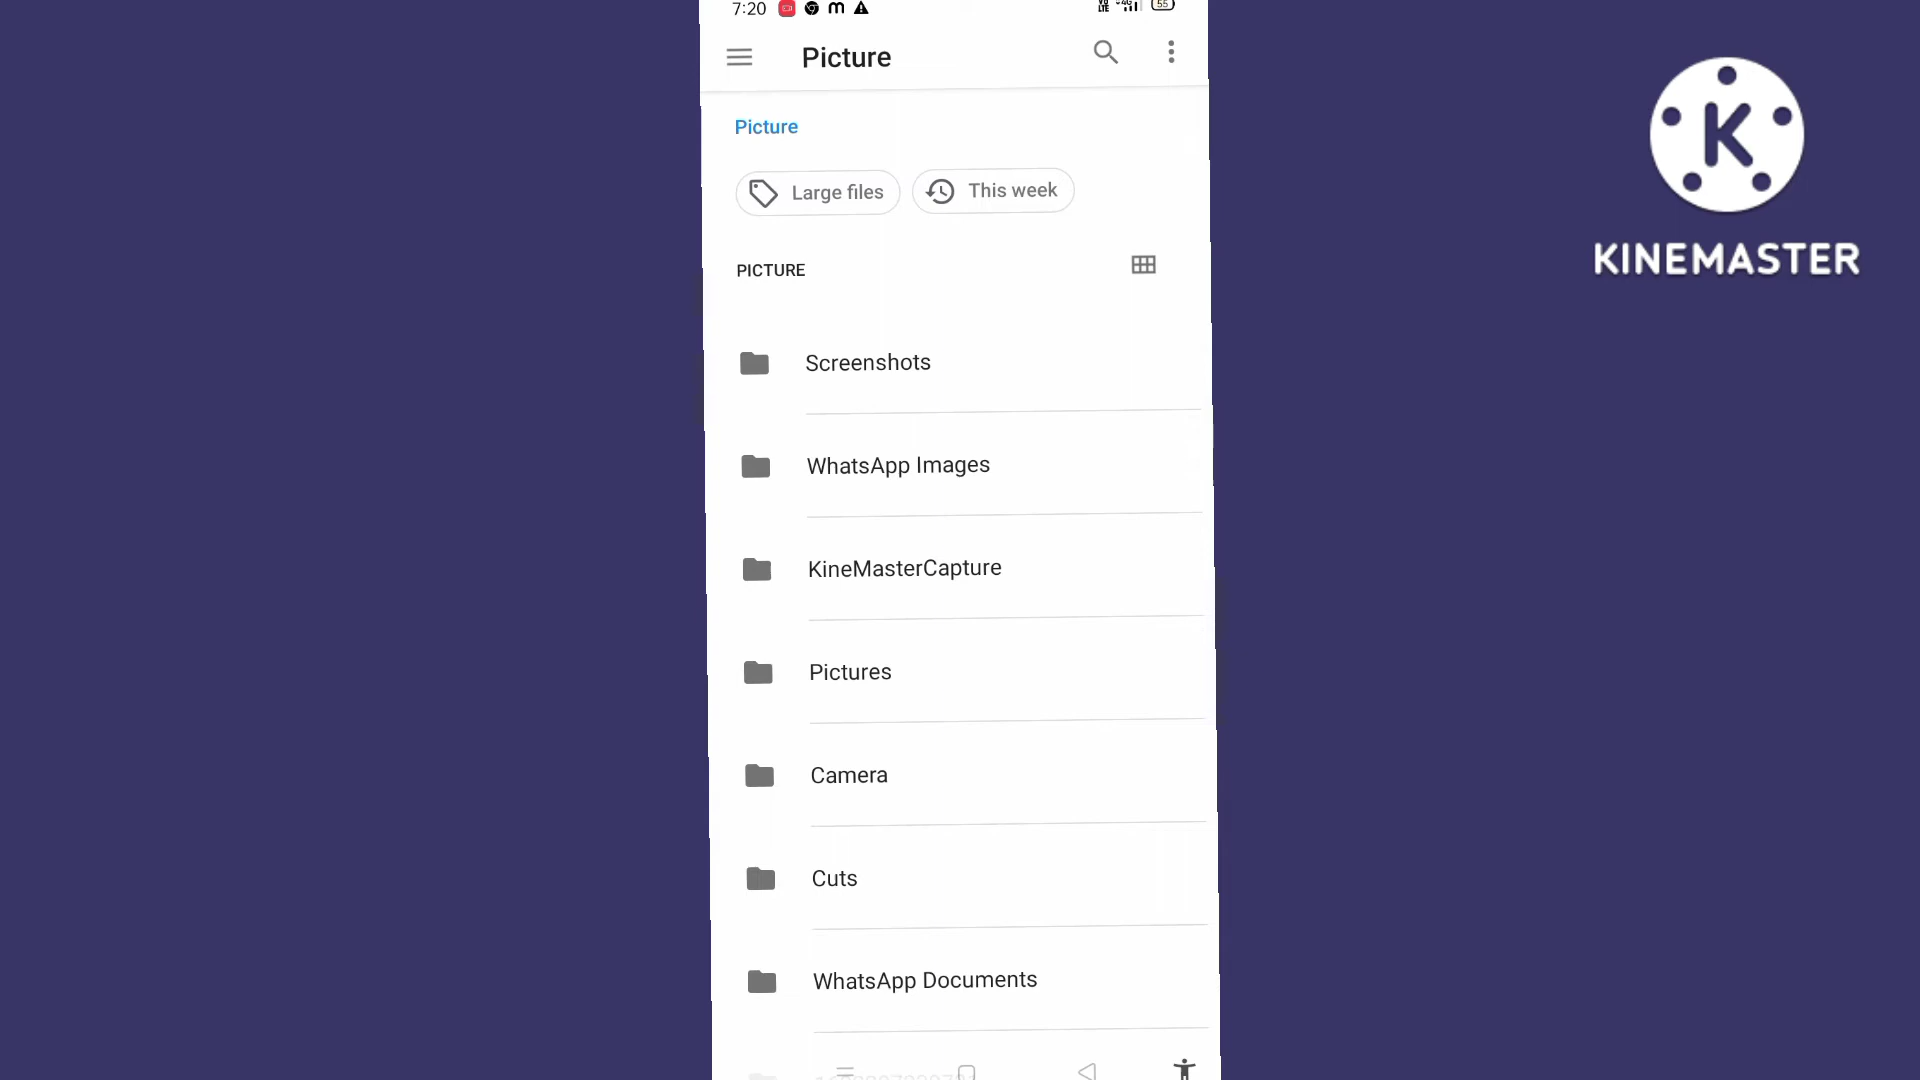 7:20
55
Picture
Picture
Large files
This week
PICTURE
Screenshots
WhatsApp Images
KineMasterCapture
Pictures
Camera
Cuts
WhatsApp Documents
K
KINEMASTER